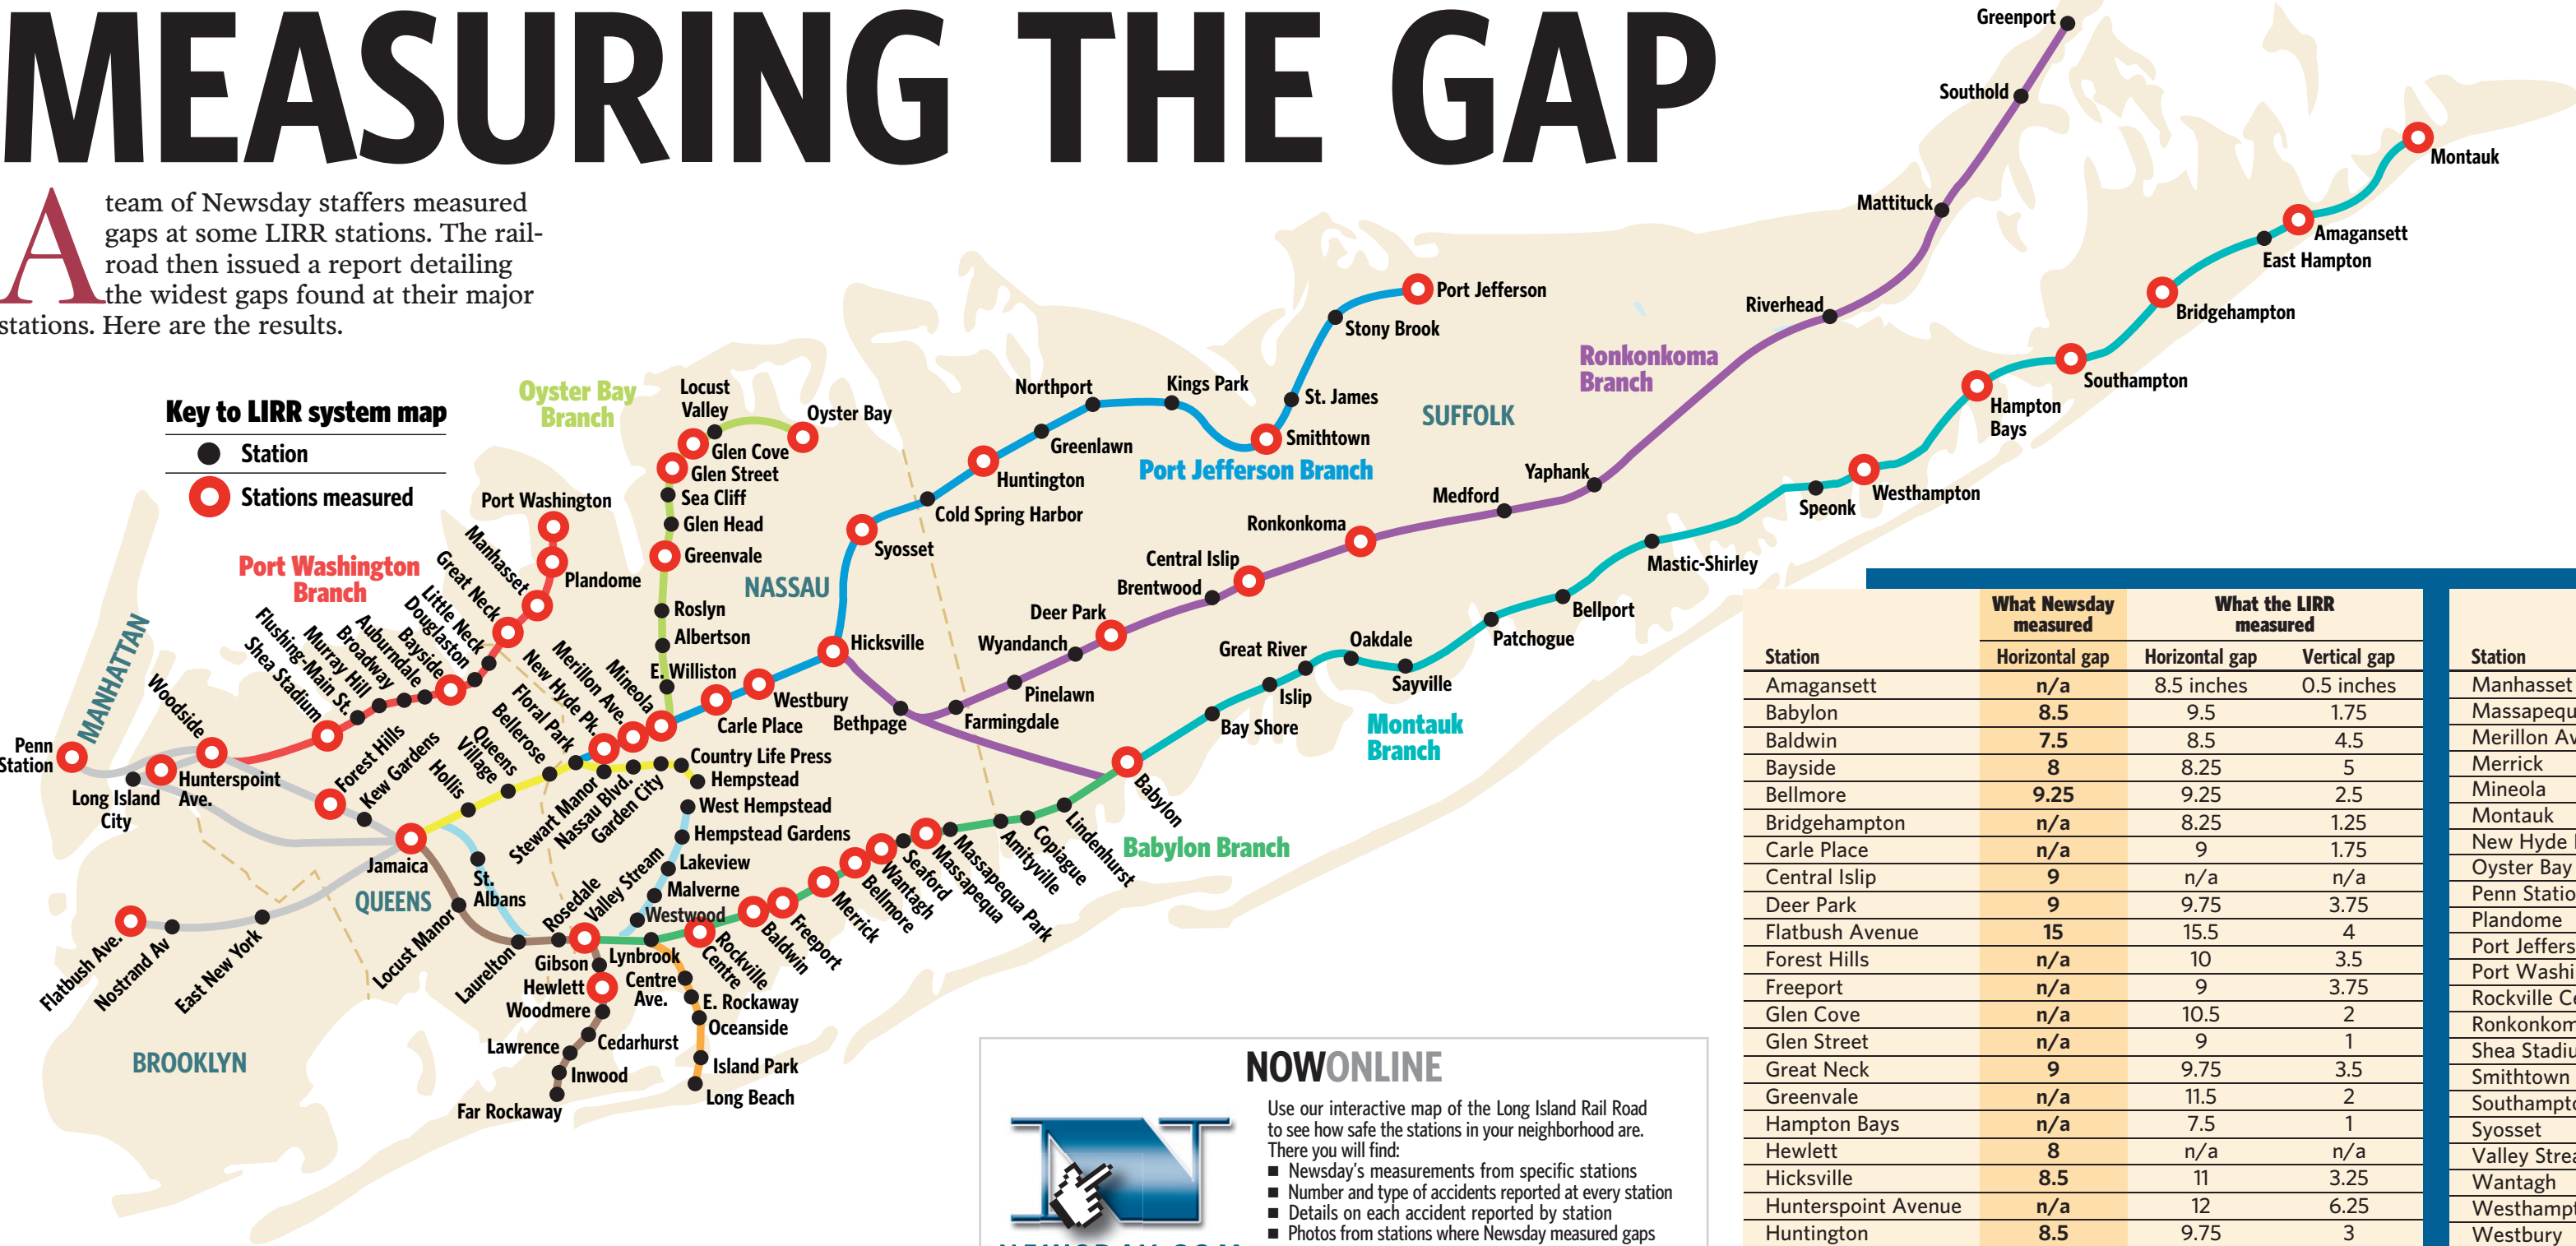 MEASURING THE GAP
A team of Newsday staffers measured
gaps at some LIRR stations. The rail-
road then issued a report detailing
the widest gaps found at their major
stations. Here are the results.
Key to LIRR system map
Station
Stations measured
Port Washington
Branch
Oyster Bay
Branch
Port Jefferson Branch
Ronkonkoma
Branch
Montauk
Branch
Babylon Branch
MANHATTAN
QUEENS
BROOKLYN
NASSAU
SUFFOLK
Penn
Station
Long Island
City
Hunterspoint
Ave.
Woodside
Shea Stadium
Flushing-Main St.
Murray Hill
Broadway
Auburndale
Bayside
Douglaston
Little Neck
Great Neck
Manhasset
Plandome
Port Washington
Forest Hills
Kew Gardens
Jamaica
Hollis
Queens
Village
Bellerose
Floral Park
New Hyde Pk.
Merillon Ave.
Mineola
Stewart Manor
Nassau Blvd.
Garden City
Country Life Press
Hempstead
Locust
Valley
Oyster Bay
Glen Cove
Glen Street
Sea Cliff
Glen Head
Greenvale
Roslyn
Albertson
E. Williston
Carle Place
Westbury
Hicksville
Syosset
Cold Spring Harbor
Huntington
Greenlawn
Northport
Kings Park
Smithtown
St. James
Stony Brook
Port Jefferson
Bethpage
Farmingdale
Pinelawn
Wyandanch
Deer Park
Brentwood
Central Islip
Ronkonkoma
Medford
Yaphank
Riverhead
Mattituck
Southold
Greenport
West Hempstead
Hempstead Gardens
Lakeview
Malverne
Westwood
Valley Stream
Rosedale
St.
Albans
Locust Manor
Laurelton
Flatbush Ave.
Nostrand Av
East New York
Gibson
Hewlett
Woodmere
Cedarhurst
Lawrence
Inwood
Far Rockaway
Lynbrook
Centre
Ave.
E. Rockaway
Oceanside
Island Park
Long Beach
Rockville
Centre
Baldwin
Freeport
Merrick
Bellmore
Wantagh
Seaford
Massapequa
Massapequa Park
Amityville
Copiague
Lindenhurst
Babylon
Bay Shore
Islip
Great River
Oakdale
Sayville
Patchogue
Bellport
Mastic-Shirley
Speonk
Westhampton
Hampton
Bays
Southampton
Bridgehampton
East Hampton
Amagansett
Montauk
NOWONLINE
Use our interactive map of the Long Island Rail Road
to see how safe the stations in your neighborhood are.
There you will find:
■ Newsday's measurements from specific stations
■ Number and type of accidents reported at every station
■ Details on each accident reported by station
■ Photos from stations where Newsday measured gaps
What Newsday
measured
What the LIRR
measured
Station Horizontal gap Horizontal gap Vertical gap
Amagansett n/a 8.5 inches 0.5 inches
Babylon 8.5 9.5 1.75
Baldwin 7.5 8.5 4.5
Bayside 8 8.25 5
Bellmore 9.25 9.25 2.5
Bridgehampton n/a 8.25 1.25
Carle Place n/a 9 1.75
Central Islip 9 n/a n/a
Deer Park 9 9.75 3.75
Flatbush Avenue 15 15.5 4
Forest Hills n/a 10 3.5
Freeport n/a 9 3.75
Glen Cove n/a 10.5 2
Glen Street n/a 9 1
Great Neck 9 9.75 3.5
Greenvale n/a 11.5 2
Hampton Bays n/a 7.5 1
Hewlett 8 n/a n/a
Hicksville 8.5 11 3.25
Hunterspoint Avenue n/a 12 6.25
Huntington 8.5 9.75 3
Station
Manhasset
Massapequ
Merillon Av
Merrick
Mineola
Montauk
New Hyde
Oyster Bay
Penn Statio
Plandome
Port Jeffers
Port Washi
Rockville C
Ronkonkom
Shea Stadiu
Smithtown
Southampto
Syosset
Valley Strea
Wantagh
Westhampt
Westbury